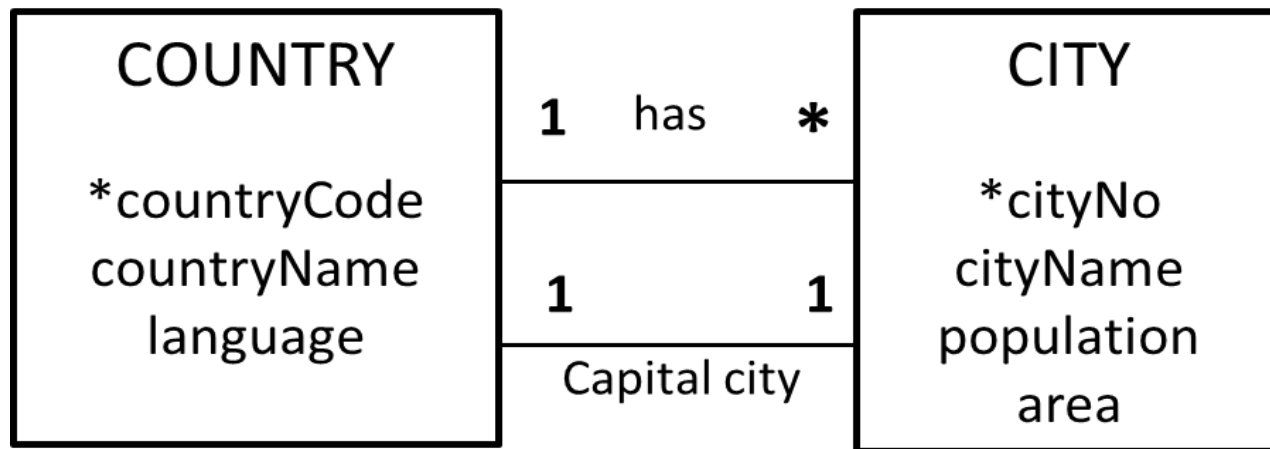 COUNTRY
*countryCode
countryName
language
1 has *
1 1
Capital city
CITY
*cityNo
cityName
population
area